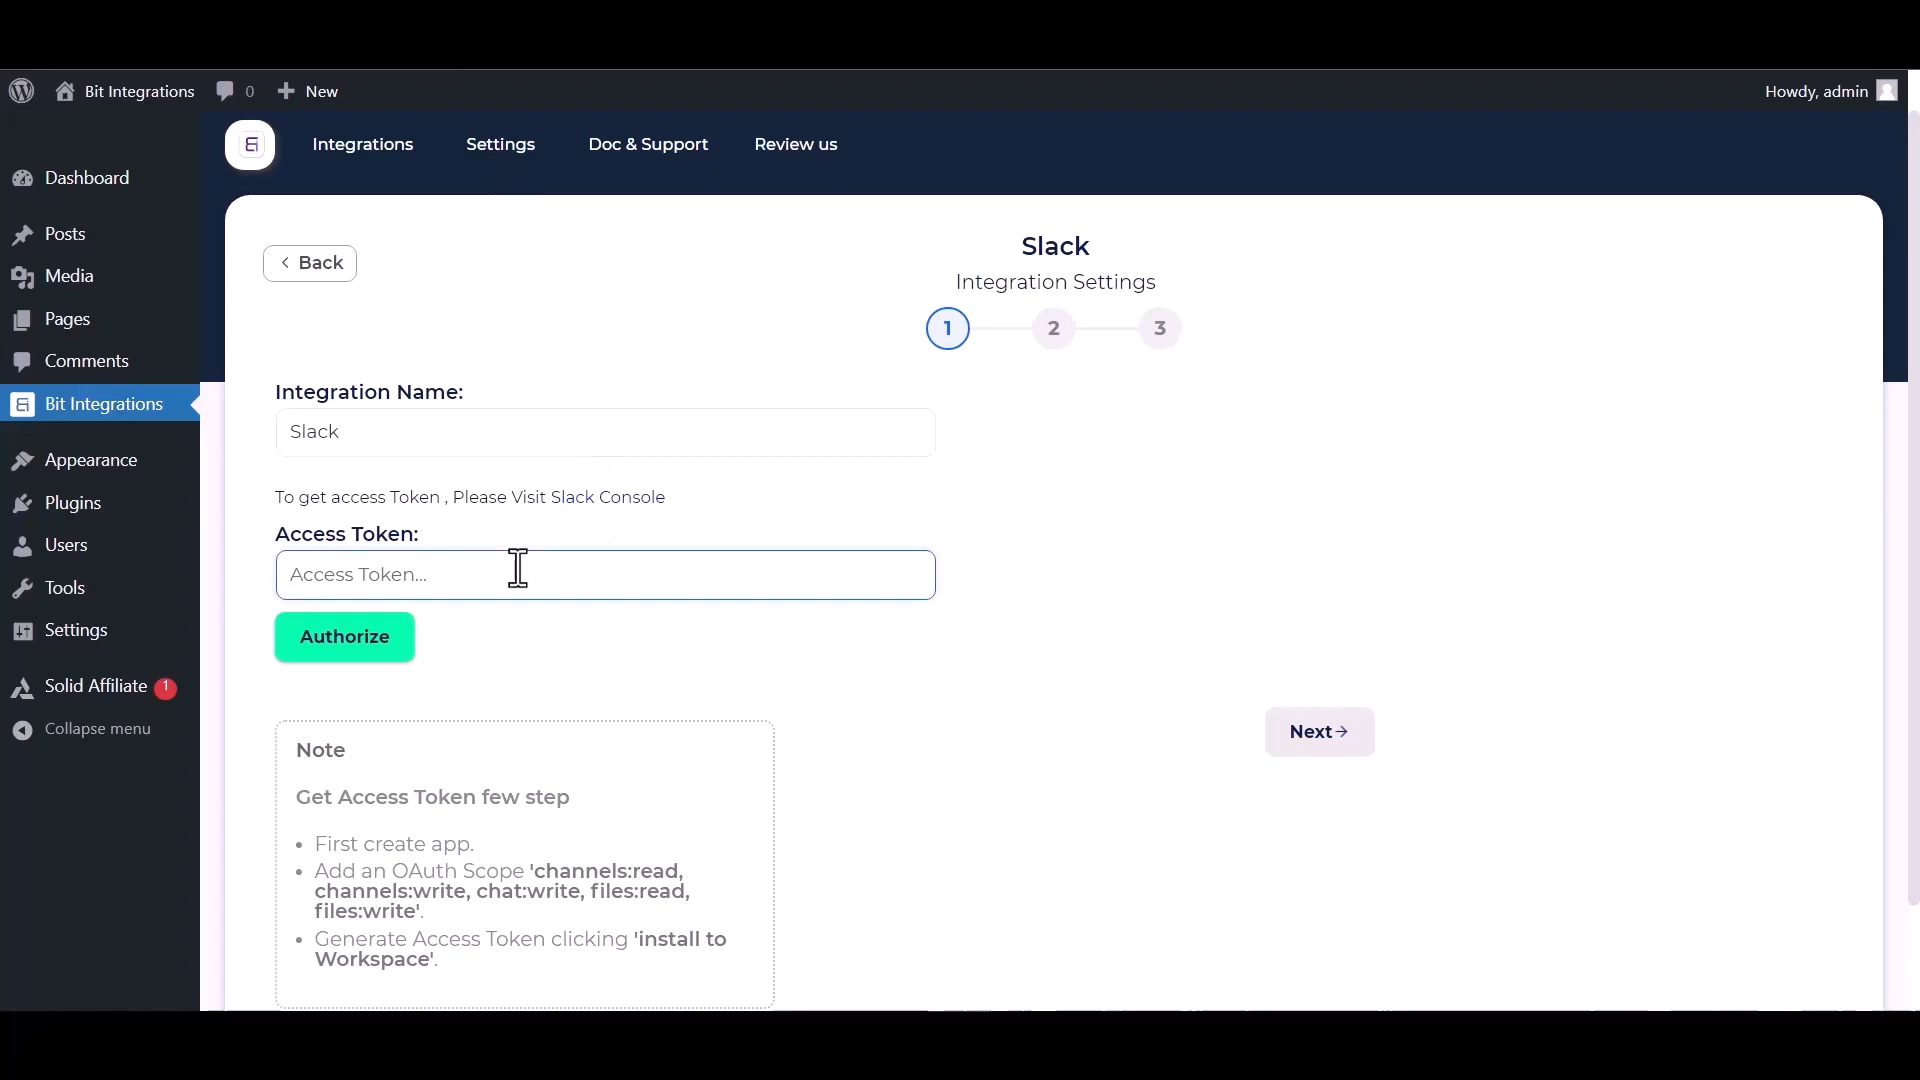 Bit Integrations
0
New
Howdy, admin
Integrations
Settings
Doc & Support
Review us
Dashboard
Posts
Media
Pages
Comments
Bit Integrations
Appearance
Plugins
Users
Tools
Settings
Solid Affiliate 1
Collapse menu
Back
Slack
Integration Settings
1
2
3
Integration Name:
Slack
To get access Token , Please Visit Slack Console
Access Token:
Access Token...
Authorize
Next
Note
Get Access Token few step
First create app.
Add an OAuth Scope 'channels:read,
channels:write, chat:write, files:read,
files:write'.
Generate Access Token clicking 'install to
Workspace'.